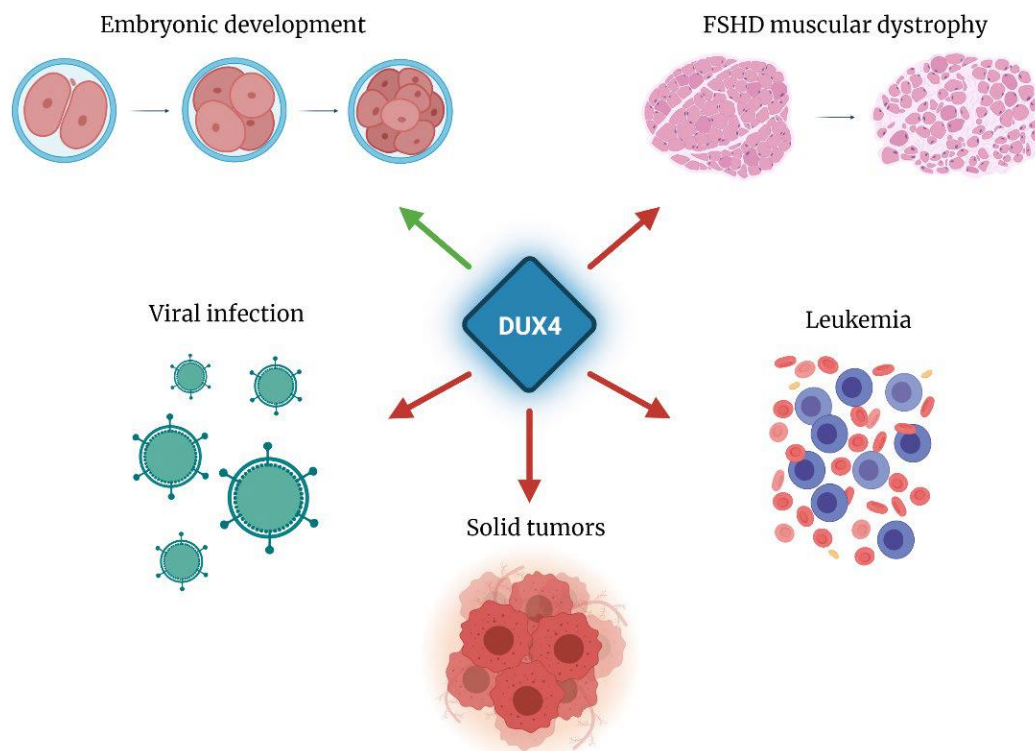 Embryonic development
FSHD muscular dystrophy
DUX4
Viral infection
Leukemia
Solid tumors